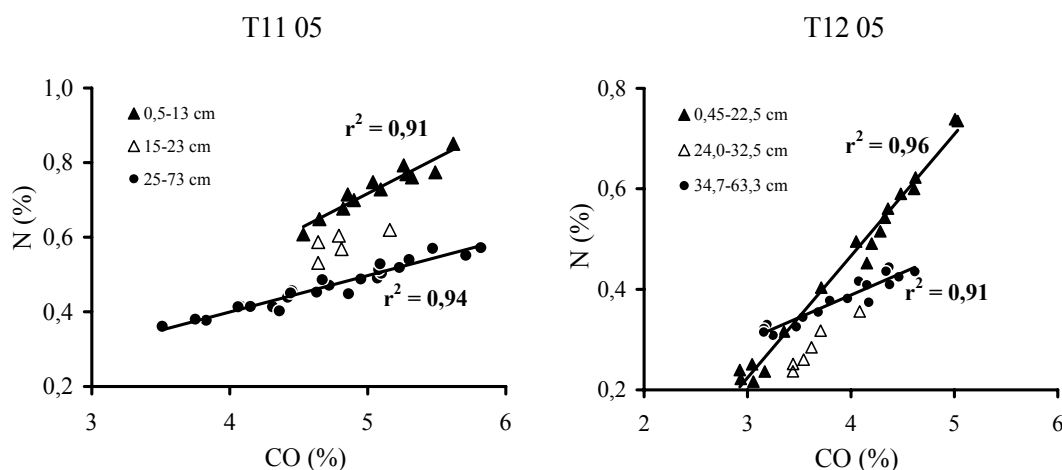 T11 05
1,0
0,8
0,6
0,4
0,2
N (%)
▲ 0,5-13 cm
△ 15-23 cm
● 25-73 cm
r² = 0,91
r² = 0,94
3 4 5 6
CO (%)
T12 05
0,8
0,6
0,4
0,2
N (%)
▲ 0,45-22,5 cm
△ 24,0-32,5 cm
● 34,7-63,3 cm
r² = 0,96
r² = 0,91
2 3 4 5 6
CO (%)